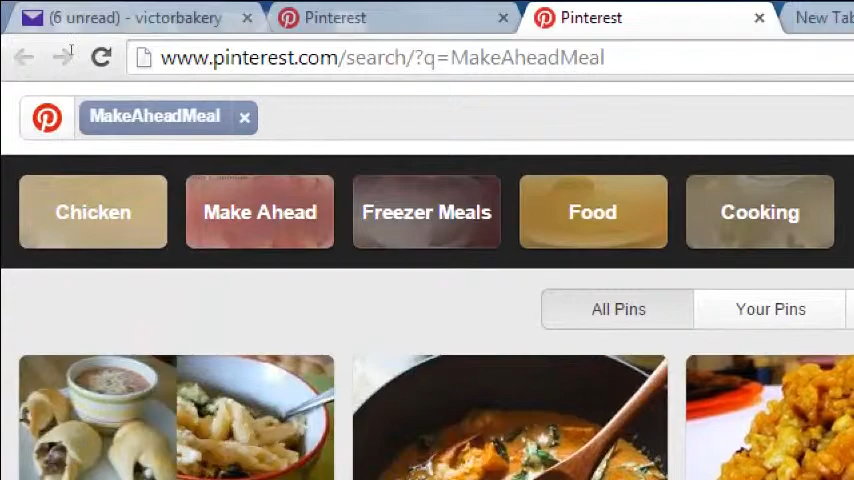 (6 unread) - victorbakery
Pinterest
Pinterest
New Tab
www.pinterest.com/search/?q=MakeAheadMeal
MakeAheadMeal
Chicken
Make Ahead
Freezer Meals
Food
Cooking
All Pins
Your Pins